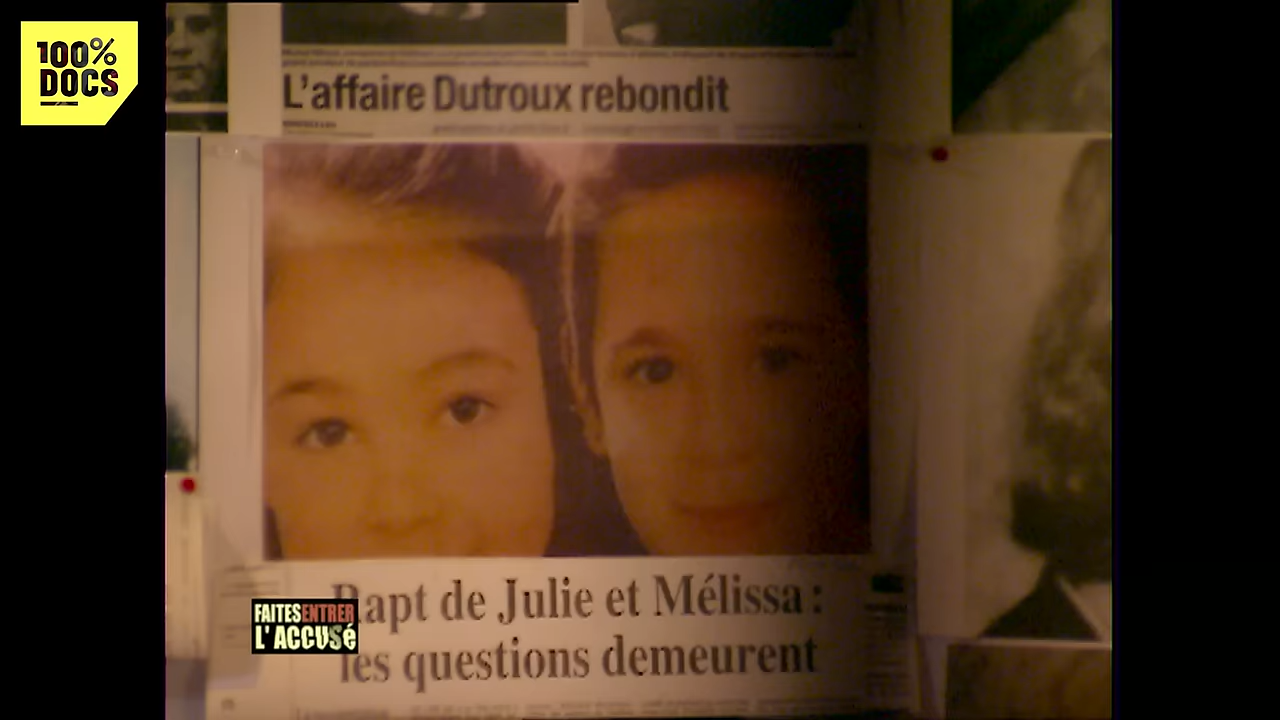 100%
DOCS
L'affaire Dutroux rebondit
Rapt de Julie et Mélissa :
les questions demeurent
FAITES ENTRER
L'ACCUSé